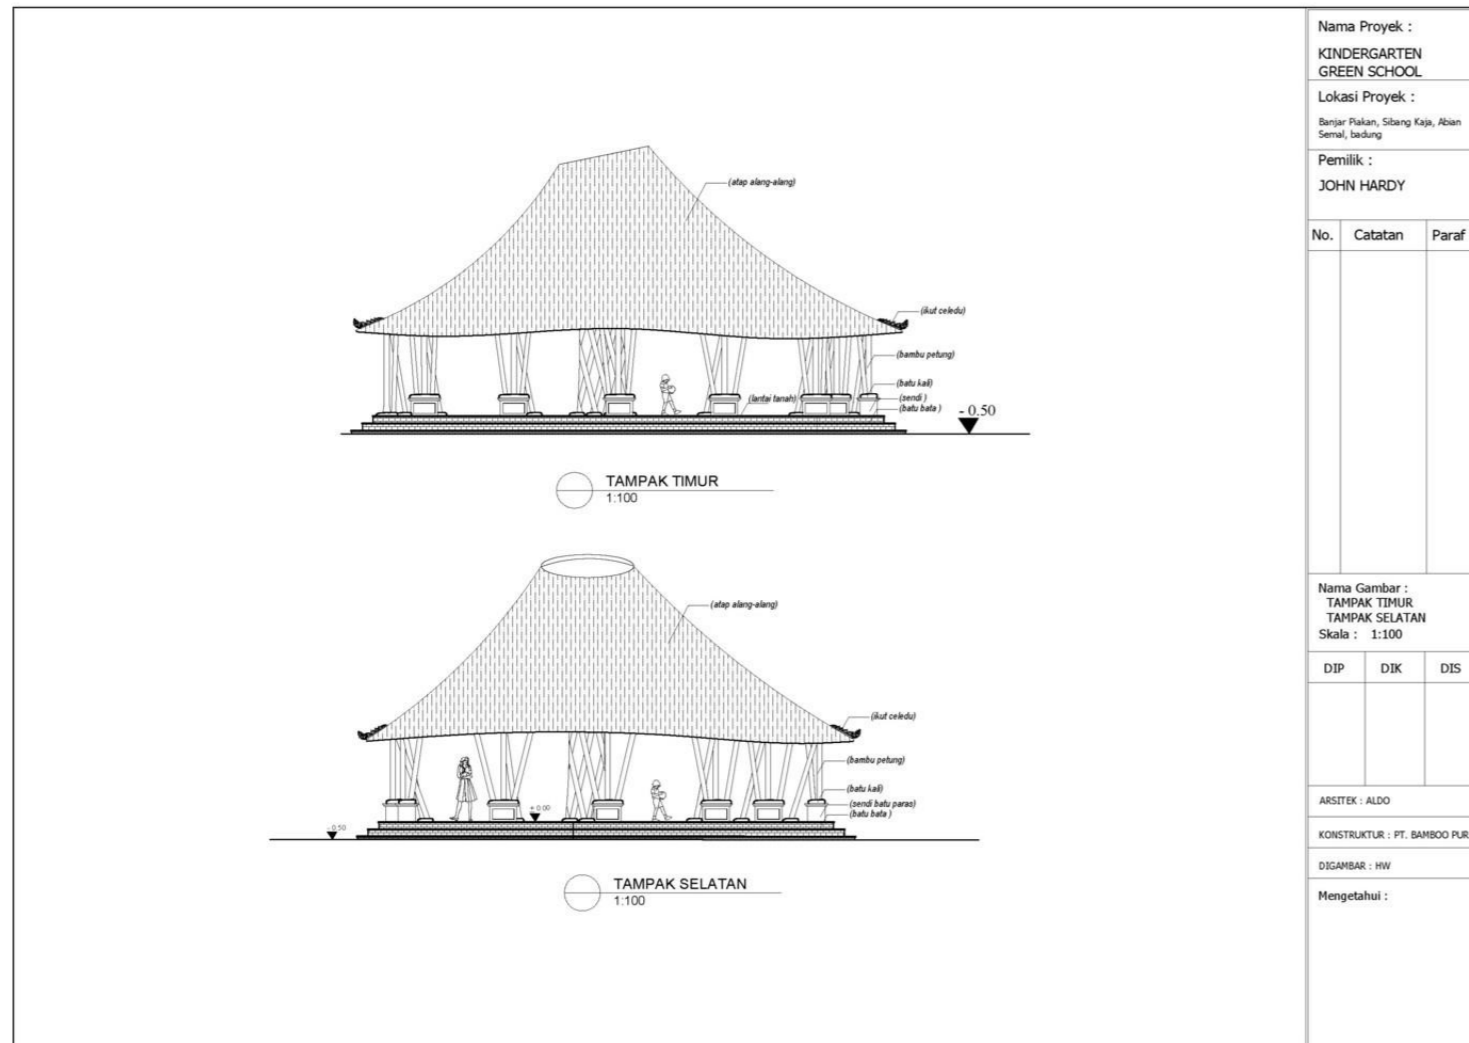 (atap alang-alang)
(ikut celedu)
(bambu petung)
(batu kali)
(lantai tanah)
(sendi )
(batu bata )
- 0.50
TAMPAK TIMUR
1:100
(atap alang-alang)
(ikut celedu)
(bambu petung)
(batu kali)
(sendi batu paras)
(batu bata )
+ 0.00
- 0.50
TAMPAK SELATAN
1:100
Nama Proyek :
KINDERGARTEN
GREEN SCHOOL
Lokasi Proyek :
Banjar Piakan, Sibang Kaja, Abian
Semal, badung
Pemilik :
JOHN HARDY
No. Catatan Paraf
Nama Gambar :
TAMPAK TIMUR
TAMPAK SELATAN
Skala : 1:100
DIP DIK DIS
ARSITEK : ALDO
KONSTRUKTUR : PT. BAMBOO PUR
DIGAMBAR : HW
Mengetahui :